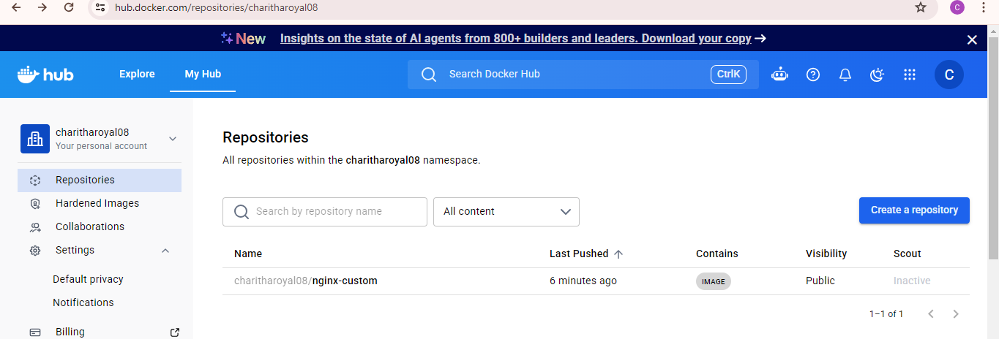 hub.docker.com/repositories/charitharoyal08
C
New Insights on the state of AI agents from 800+ builders and leaders. Download your copy →
hub Explore My Hub Search Docker Hub CtrlK C
charitharoyal08
Your personal account
Repositories
Hardened Images
Collaborations
Settings
Default privacy
Notifications
Billing
Repositories
All repositories within the charitharoyal08 namespace.
Search by repository name All content Create a repository
Name Last Pushed Contains Visibility Scout
charitharoyal08/nginx-custom 6 minutes ago IMAGE Public Inactive
1–1 of 1